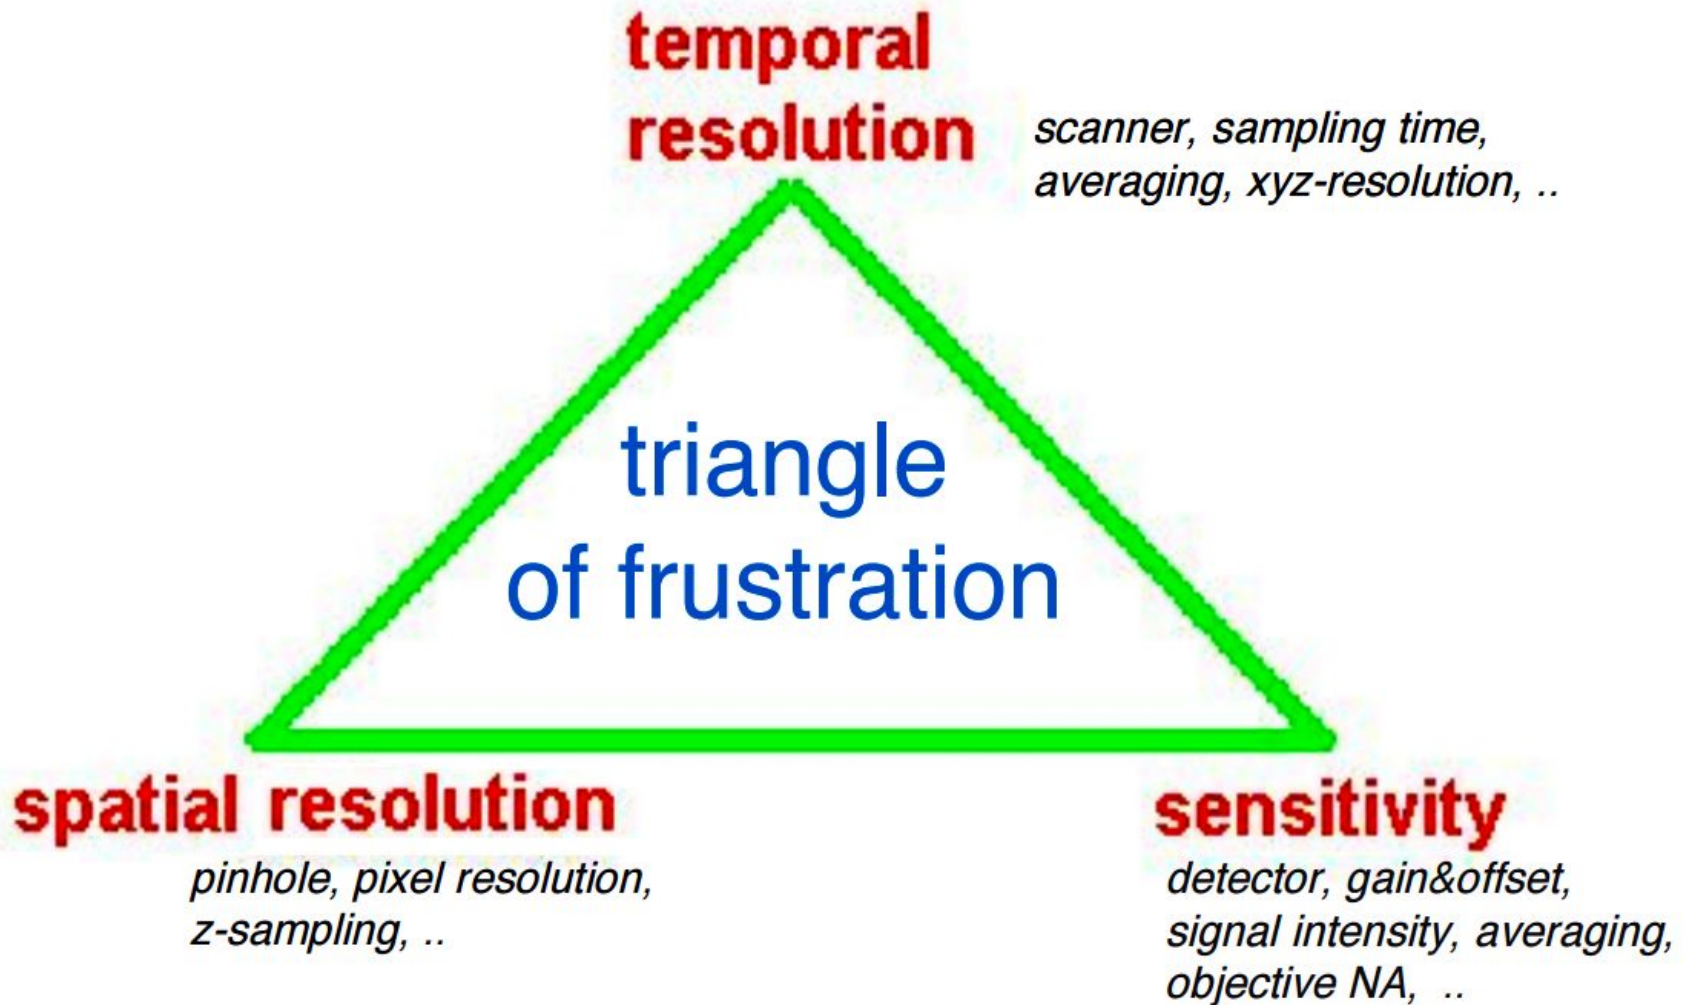 temporal
resolution
scanner, sampling time,
averaging, xyz-resolution, ..
triangle
of frustration
spatial resolution
pinhole, pixel resolution,
z-sampling, ..
sensitivity
detector, gain&offset,
signal intensity, averaging,
objective NA, ..